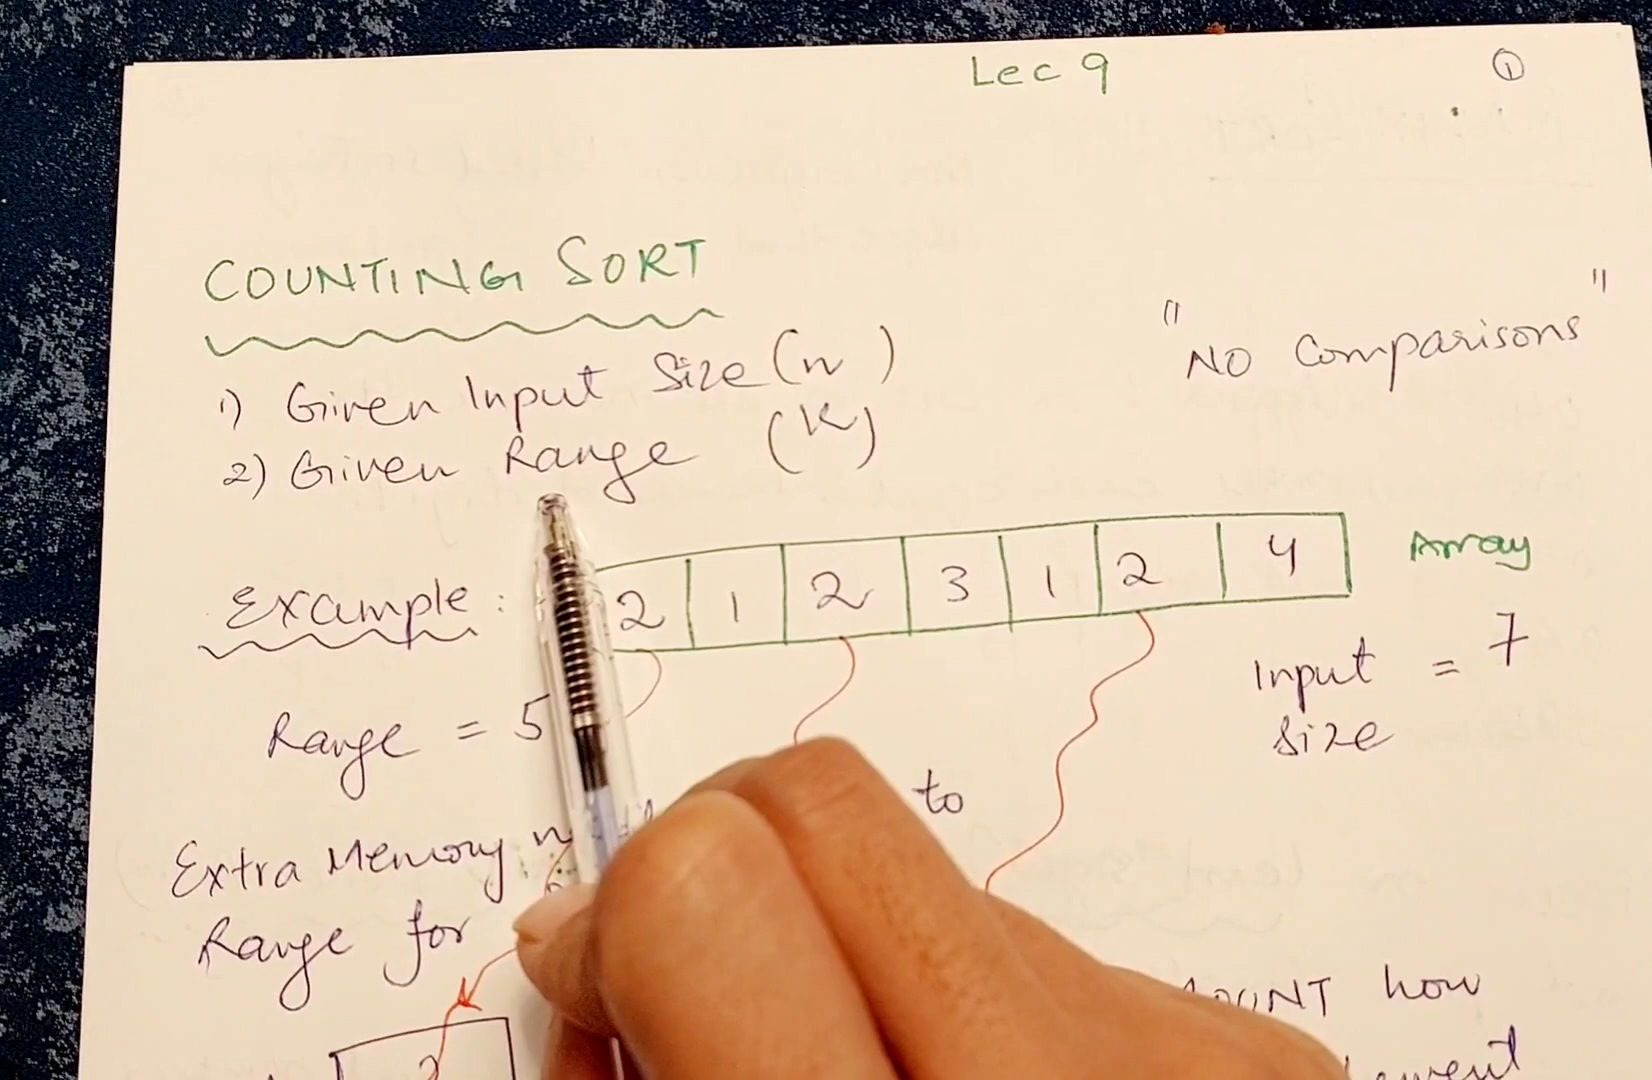 Lec 9
①
COUNTING SORT
"NO Comparisons"
1) Given Input Size (n)
2) Given Range (K)
Example :
2 1 2 3 1 2 4
Array
Range = 5
Input Size = 7
Extra Memory
to
Range for
how
2